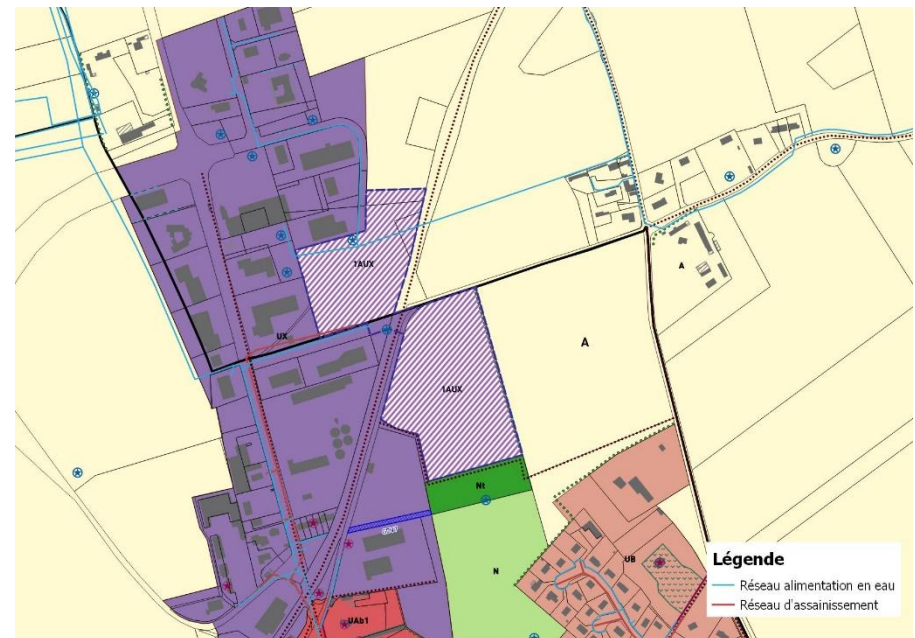 1AUX
UX
A
A
1AUX
Nt
N
UB
UAb1
Légende
Réseau alimentation en eau
Réseau d'assainissement